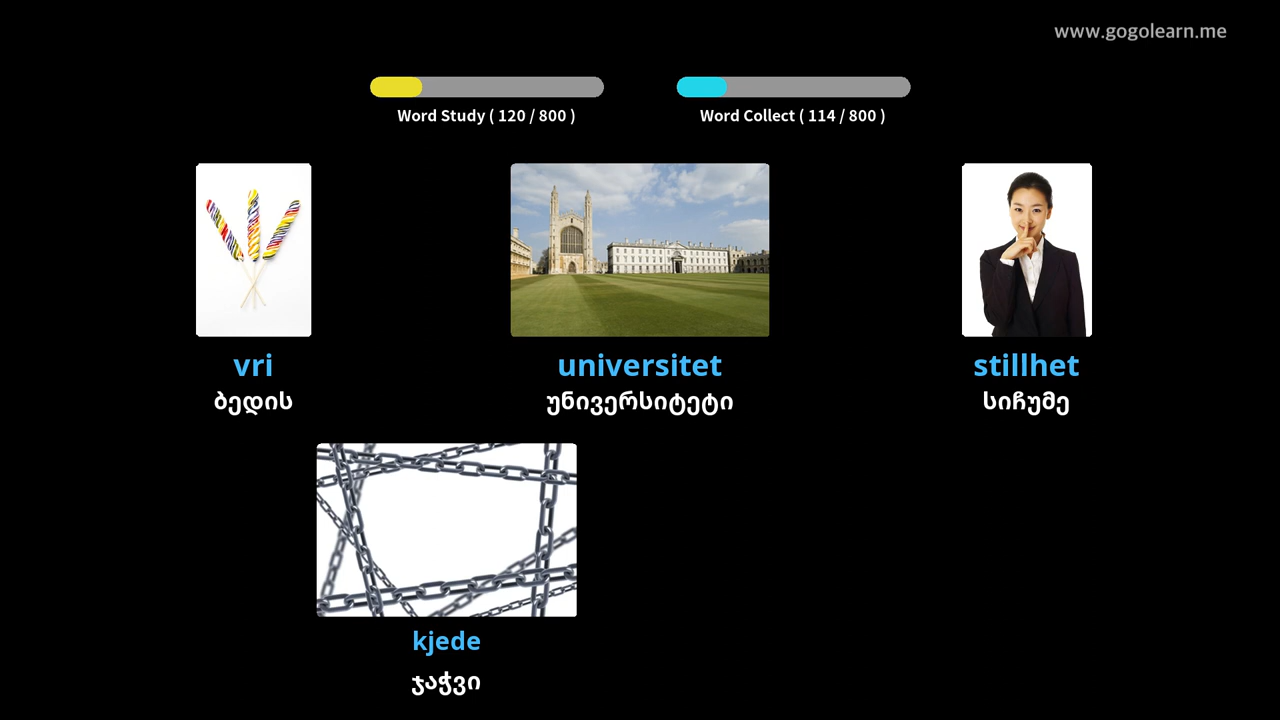 www.gogolearn.me
Word Study ( 120 / 800 )
Word Collect ( 114 / 800 )
vri
universitet
stillhet
ბედის
უნივერსიტეტი
სიჩუმე
kjede
ჯაჭვი